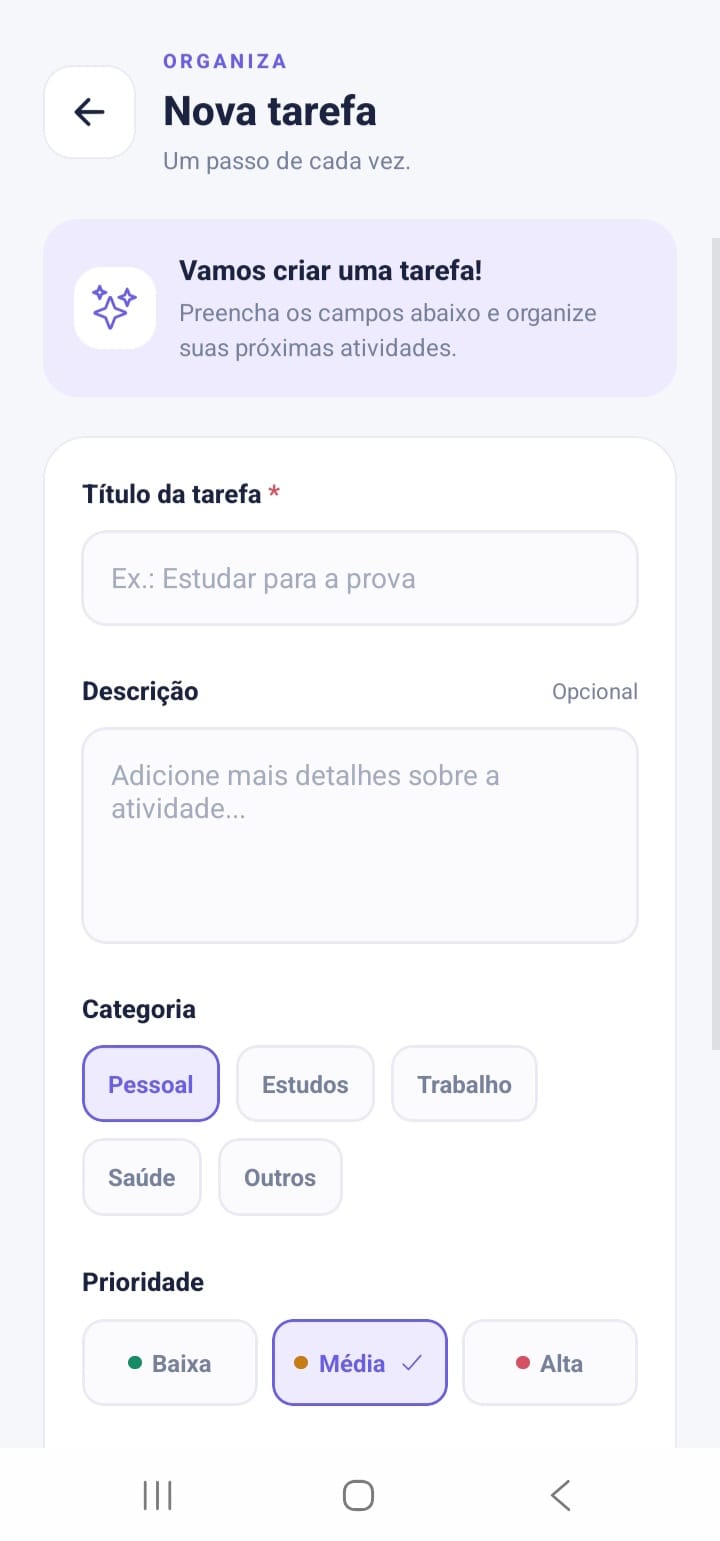 ORGANIZA
Nova tarefa
Um passo de cada vez.
Vamos criar uma tarefa!
Preencha os campos abaixo e organize
suas próximas atividades.
Título da tarefa *
Ex.: Estudar para a prova
Descrição
Opcional
Adicione mais detalhes sobre a
atividade...
Categoria
Pessoal
Estudos
Trabalho
Saúde
Outros
Prioridade
Baixa
Média
Alta